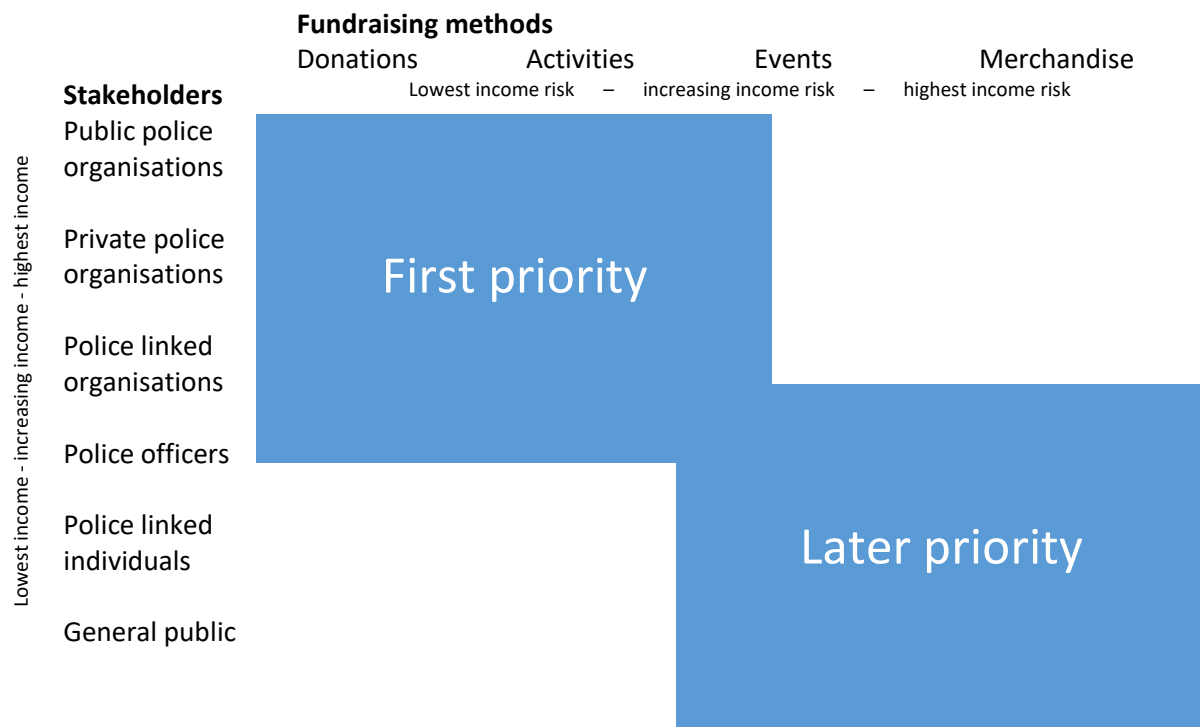 Fundraising methods
Donations Activities Events Merchandise
Lowest income risk – increasing income risk – highest income risk
Stakeholders
Public police
organisations
Private police
organisations
Police linked
organisations
Police officers
Police linked
individuals
General public
Lowest income - increasing income - highest income
First priority
Later priority